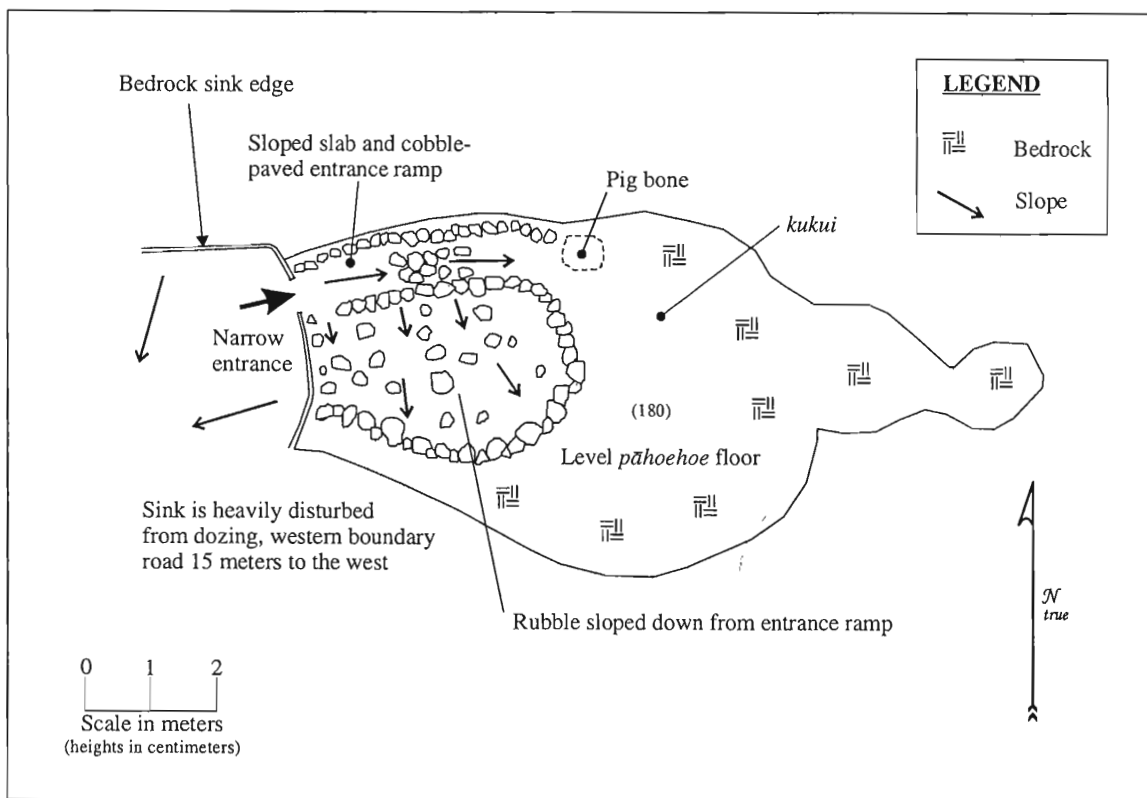 Bedrock sink edge
Sloped slab and cobble-
paved entrance ramp
Pig bone
kukui
LEGEND
Bedrock
Slope
Narrow
entrance
(180)
Level pāhoehoe floor
Sink is heavily disturbed
from dozing, western boundary
road 15 meters to the west
Rubble sloped down from entrance ramp
N
true
0 1 2
Scale in meters
(heights in centimeters)